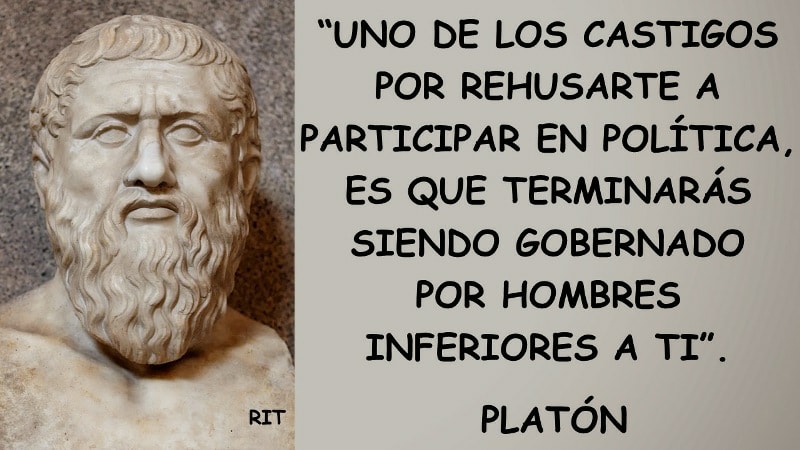 “UNO DE LOS CASTIGOS
POR REHUSARTE A
PARTICIPAR EN POLÍTICA,
ES QUE TERMINARÁS
SIENDO GOBERNADO
POR HOMBRES
INFERIORES A TI”.
PLATÓN
RIT